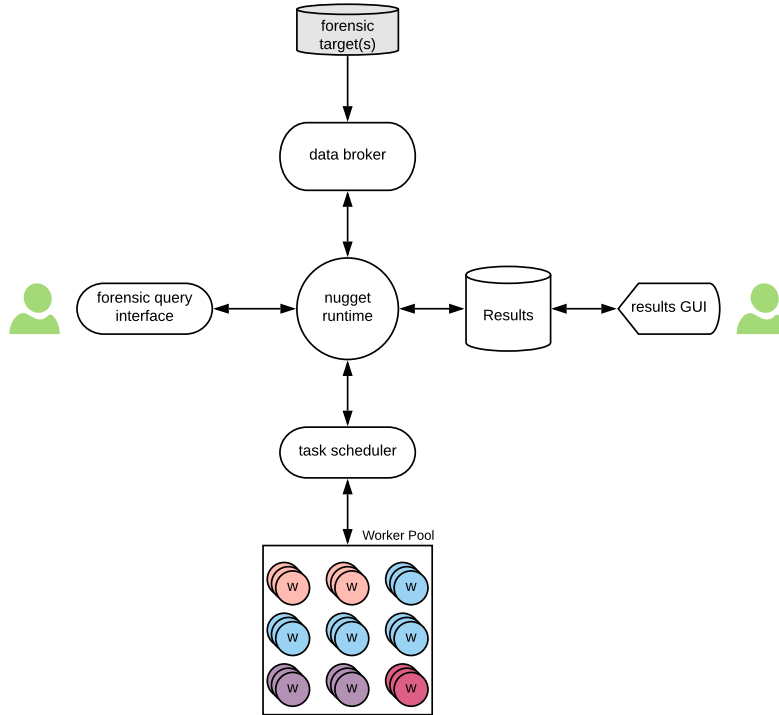 forensic
target(s)
data broker
forensic query
interface
nugget
runtime
Results
results GUI
task scheduler
Worker Pool
w w w
w w w
w w w